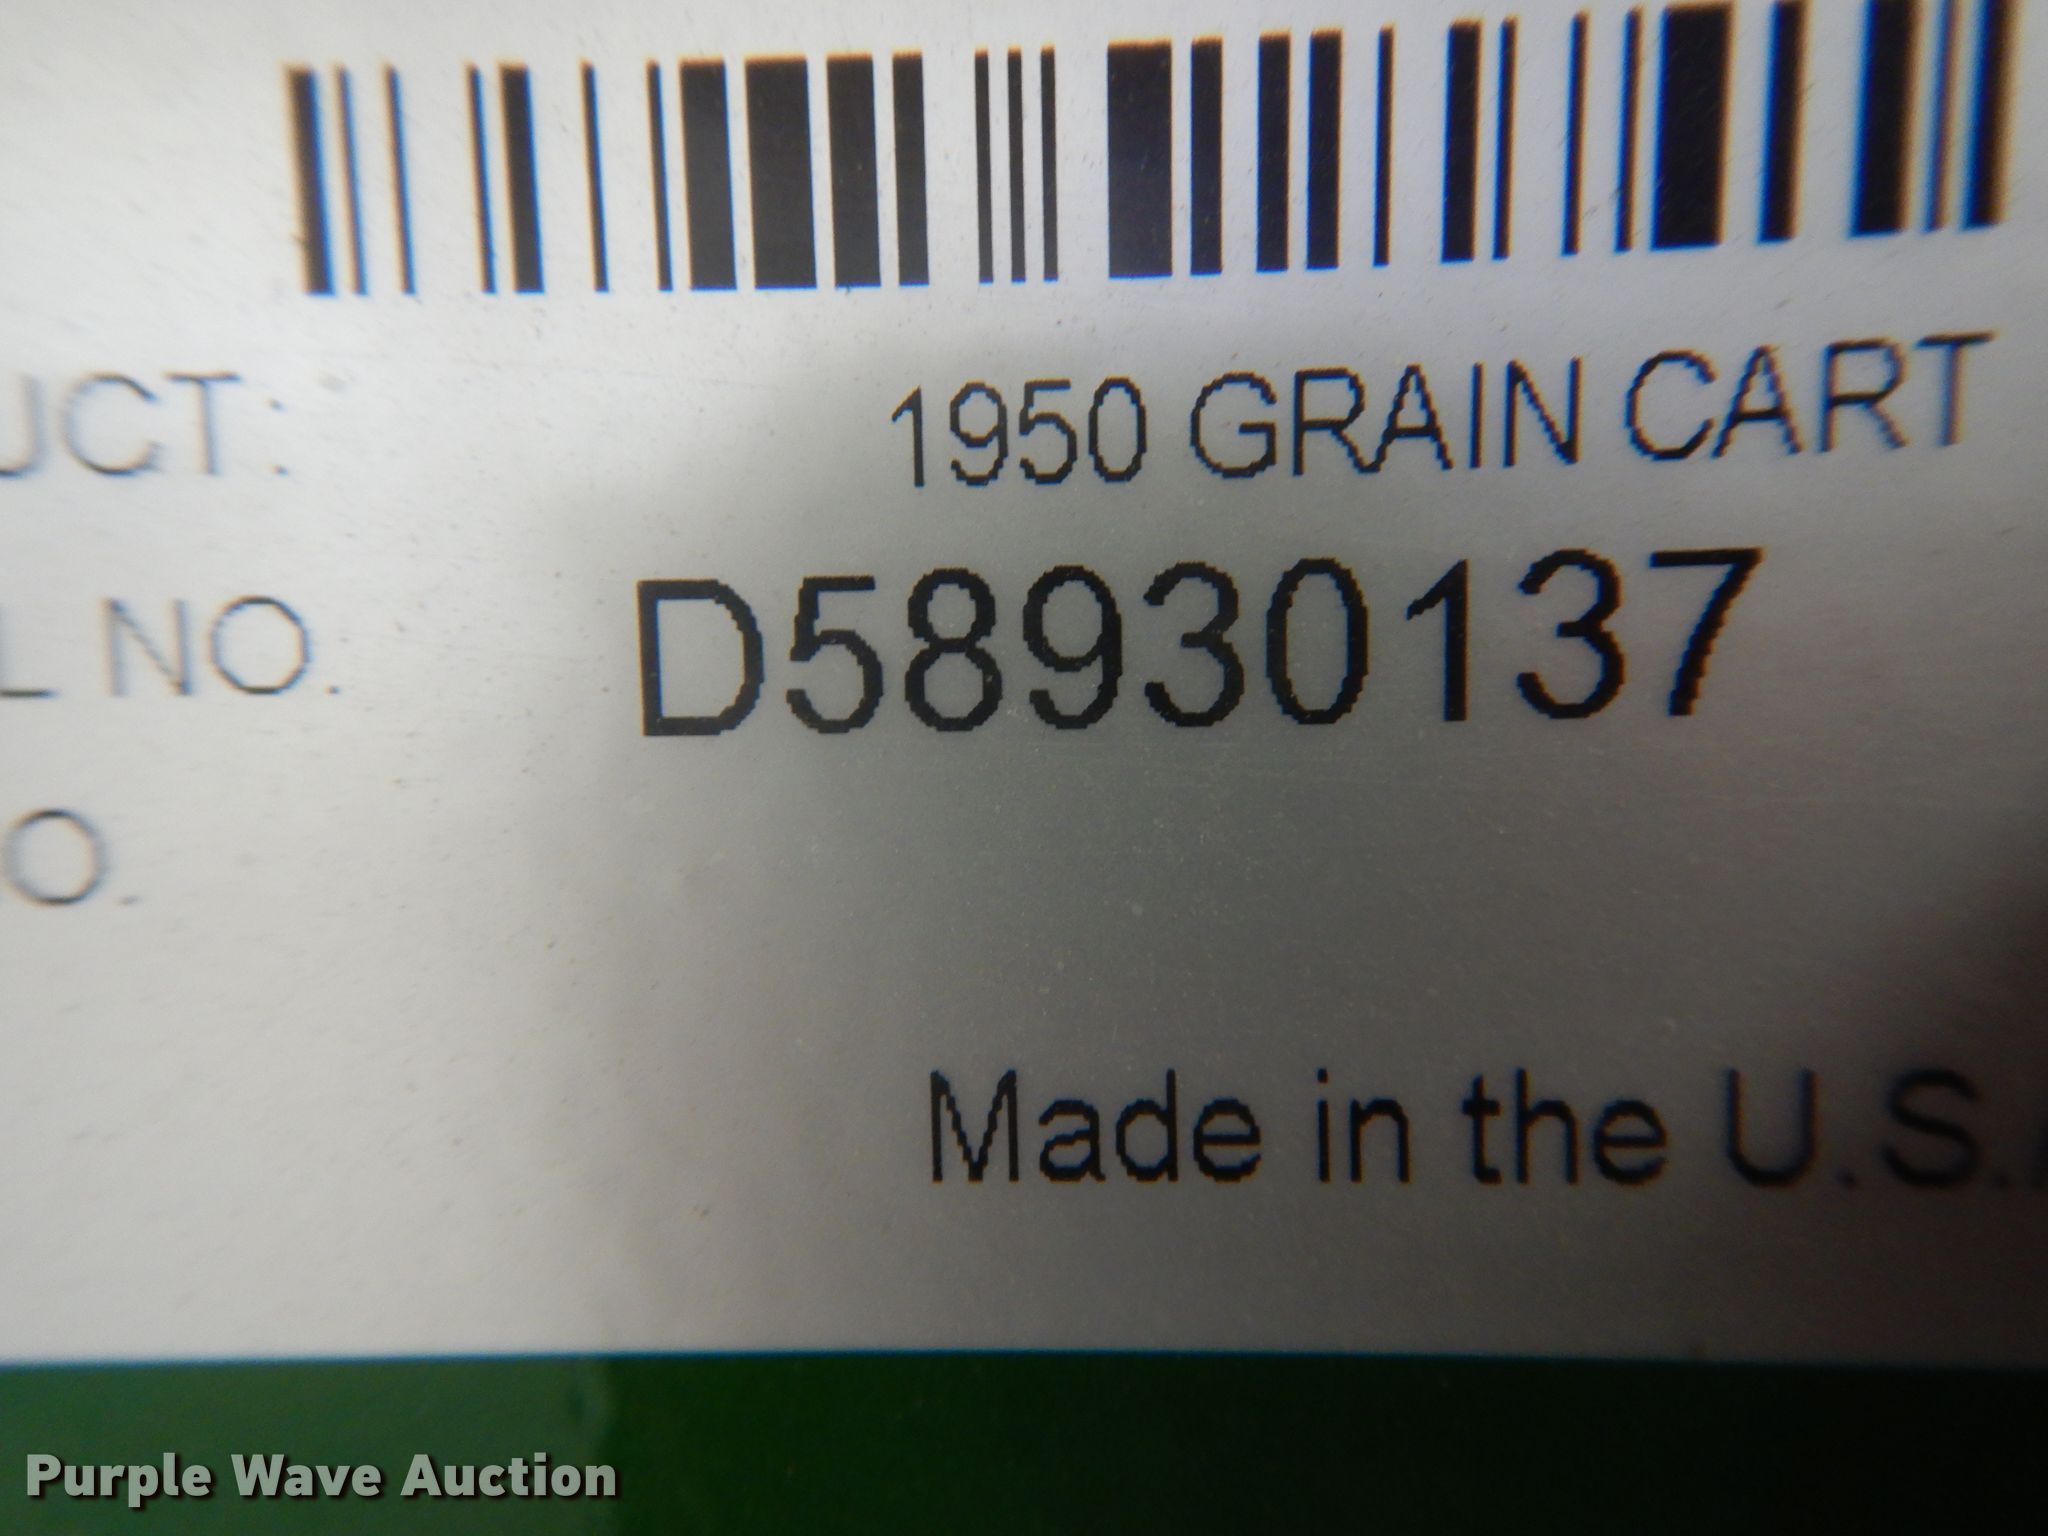 UCT: 1950 GRAIN CART
L NO. D58930137
O.
Made in the U.S.
Purple Wave Auction